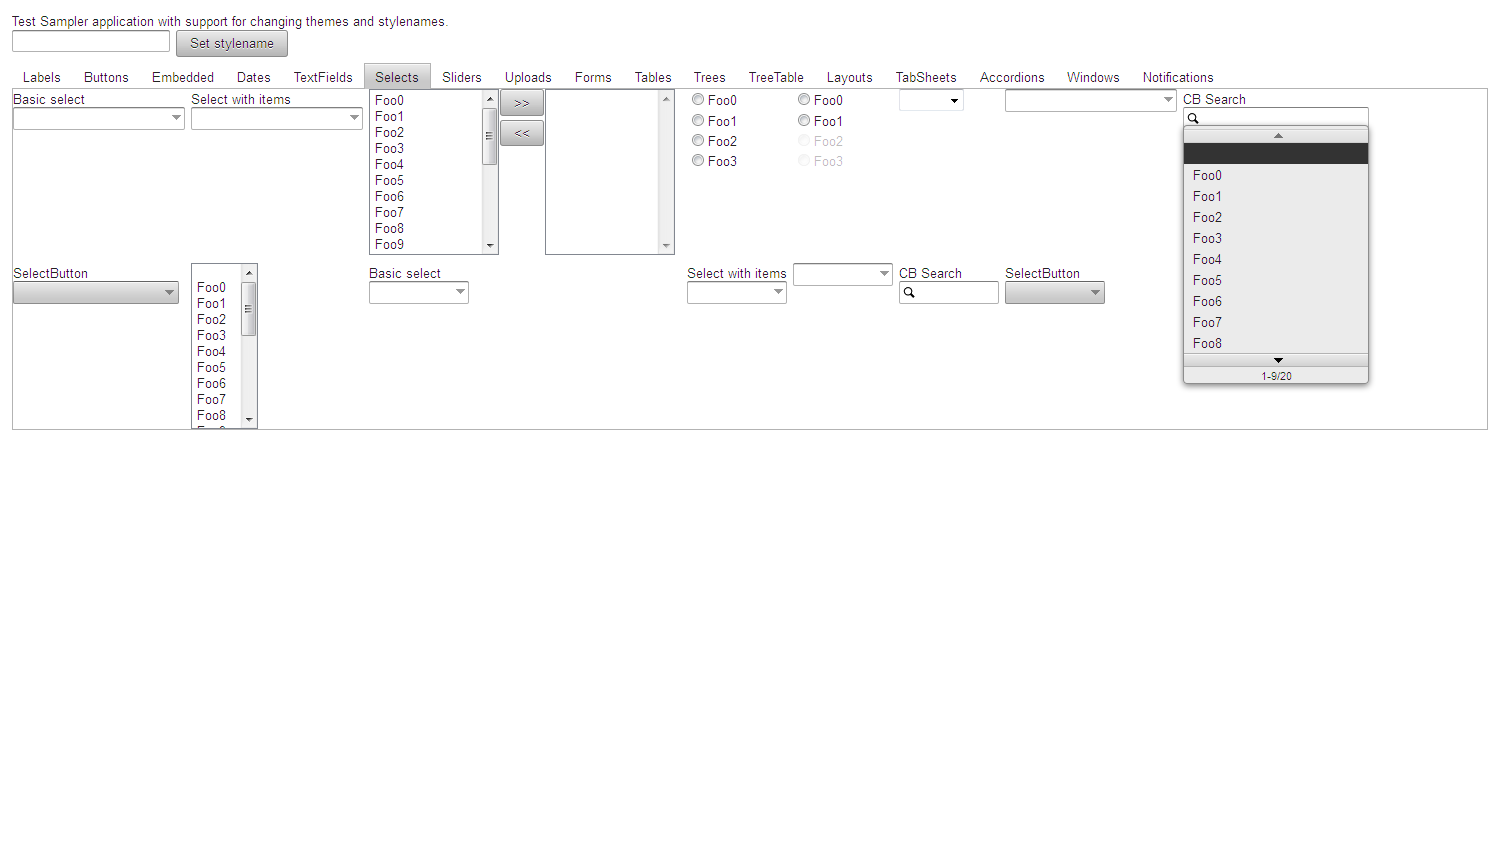 Test Sampler application with support for changing themes and stylenames.
Set stylename
Labels Buttons Embedded Dates TextFields Selects Sliders Uploads Forms Tables Trees TreeTable Layouts TabSheets Accordions Windows Notifications
Basic select
Select with items
Foo0
Foo1
Foo2
Foo3
Foo4
Foo5
Foo6
Foo7
Foo8
Foo9
>>
<<
Foo0
Foo1
Foo2
Foo3
Foo0
Foo1
Foo2
Foo3
CB Search
Foo0
Foo1
Foo2
Foo3
Foo4
Foo5
Foo6
Foo7
Foo8
1-9/20
SelectButton
Foo0
Foo1
Foo2
Foo3
Foo4
Foo5
Foo6
Foo7
Foo8
Basic select
Select with items
CB Search
SelectButton